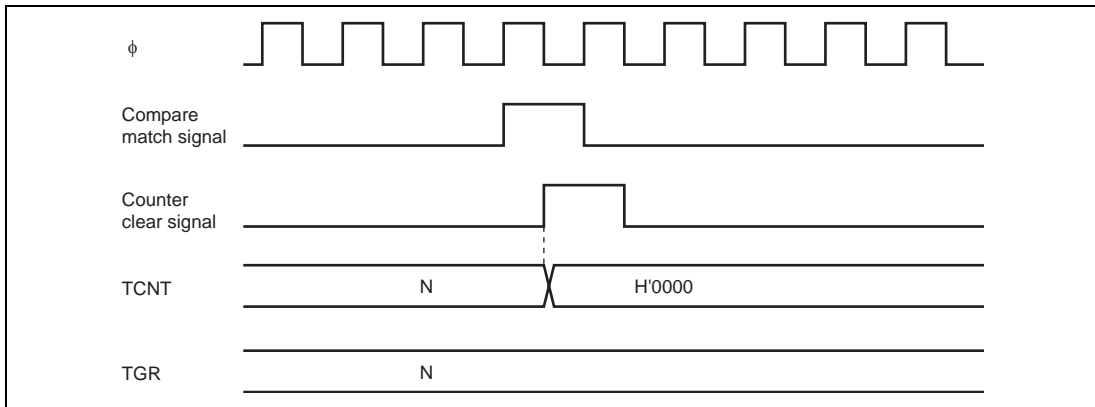 ϕ
Compare
match signal
Counter
clear signal
TCNT N H'0000
TGR N